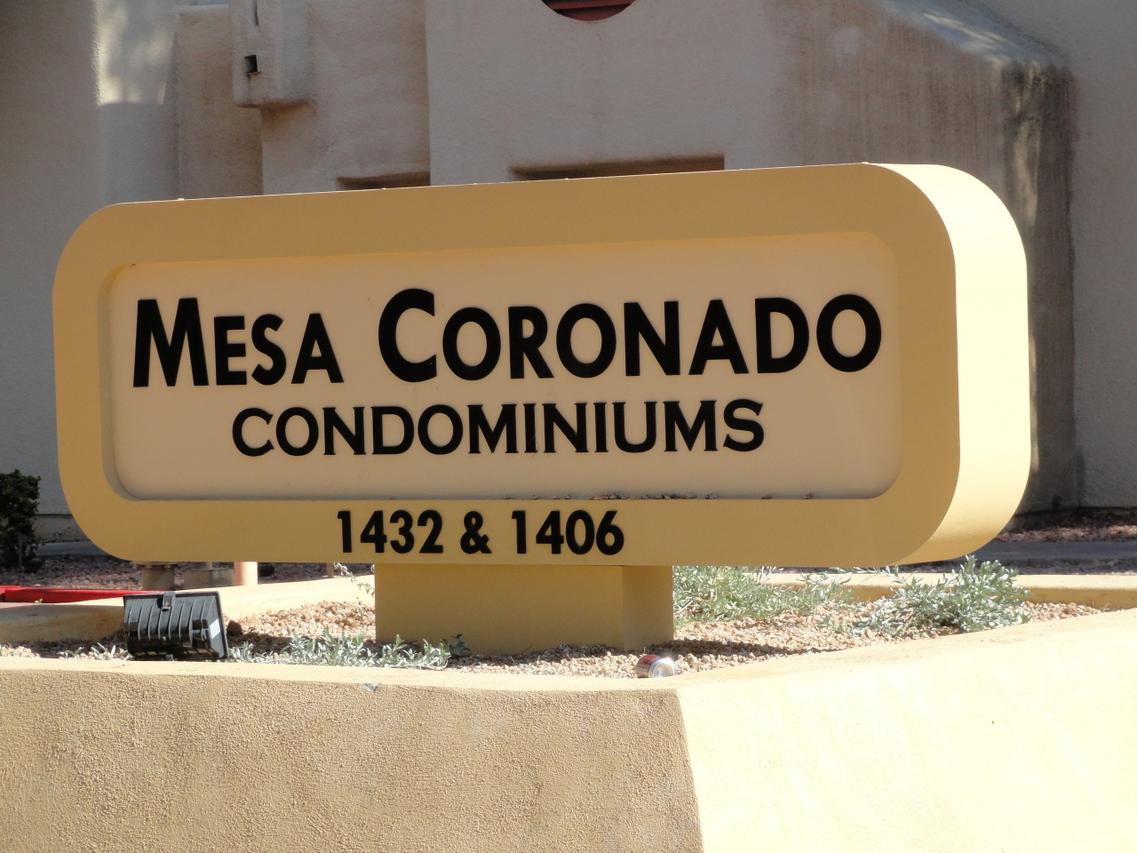 MESA CORONADO
CONDOMINIUMS
1432 & 1406